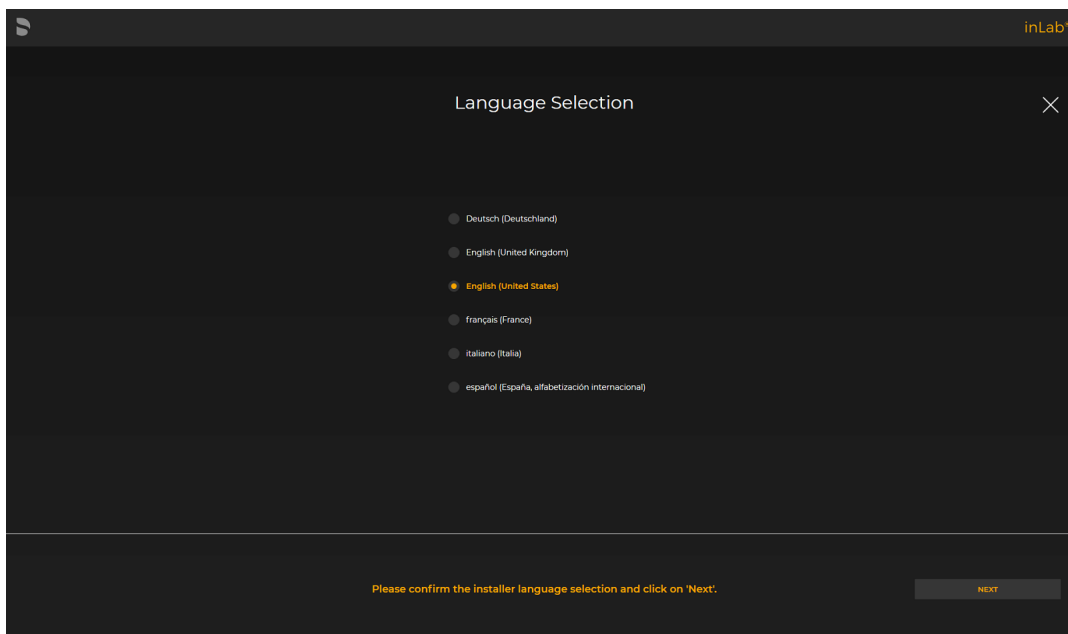 inLab®
Language Selection
Deutsch (Deutschland)
English (United Kingdom)
English (United States)
français (France)
italiano (Italia)
español (España, alfabetización internacional)
Please confirm the installer language selection and click on 'Next'.
NEXT